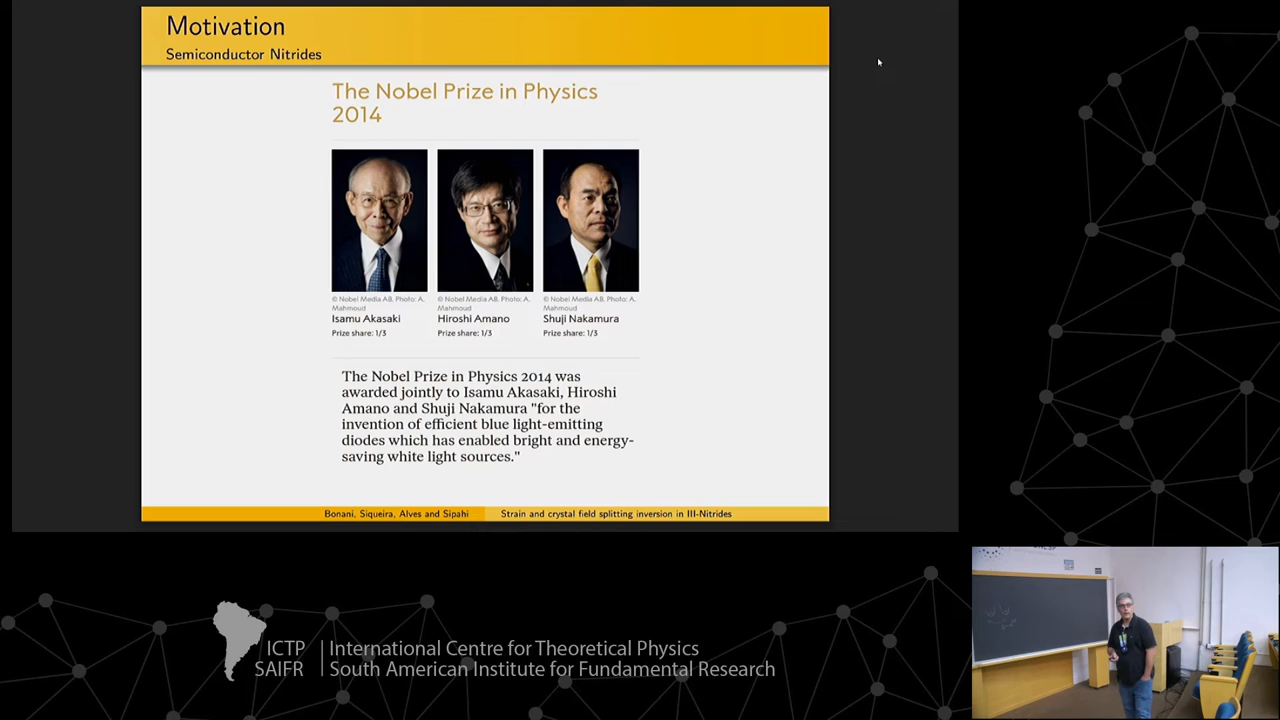 Motivation
Semiconductor Nitrides
The Nobel Prize in Physics
2014
© Nobel Media AB. Photo: A.
Mahmoud
Isamu Akasaki
Prize share: 1/3
© Nobel Media AB. Photo: A.
Mahmoud
Hiroshi Amano
Prize share: 1/3
© Nobel Media AB. Photo: A.
Mahmoud
Shuji Nakamura
Prize share: 1/3
The Nobel Prize in Physics 2014 was
awarded jointly to Isamu Akasaki, Hiroshi
Amano and Shuji Nakamura "for the
invention of efficient blue light-emitting
diodes which has enabled bright and energy-
saving white light sources."
Bonani, Siqueira, Alves and Sipahi
Strain and crystal field splitting inversion in III-Nitrides
ICTP
SAIFR
International Centre for Theoretical Physics
South American Institute for Fundamental Research